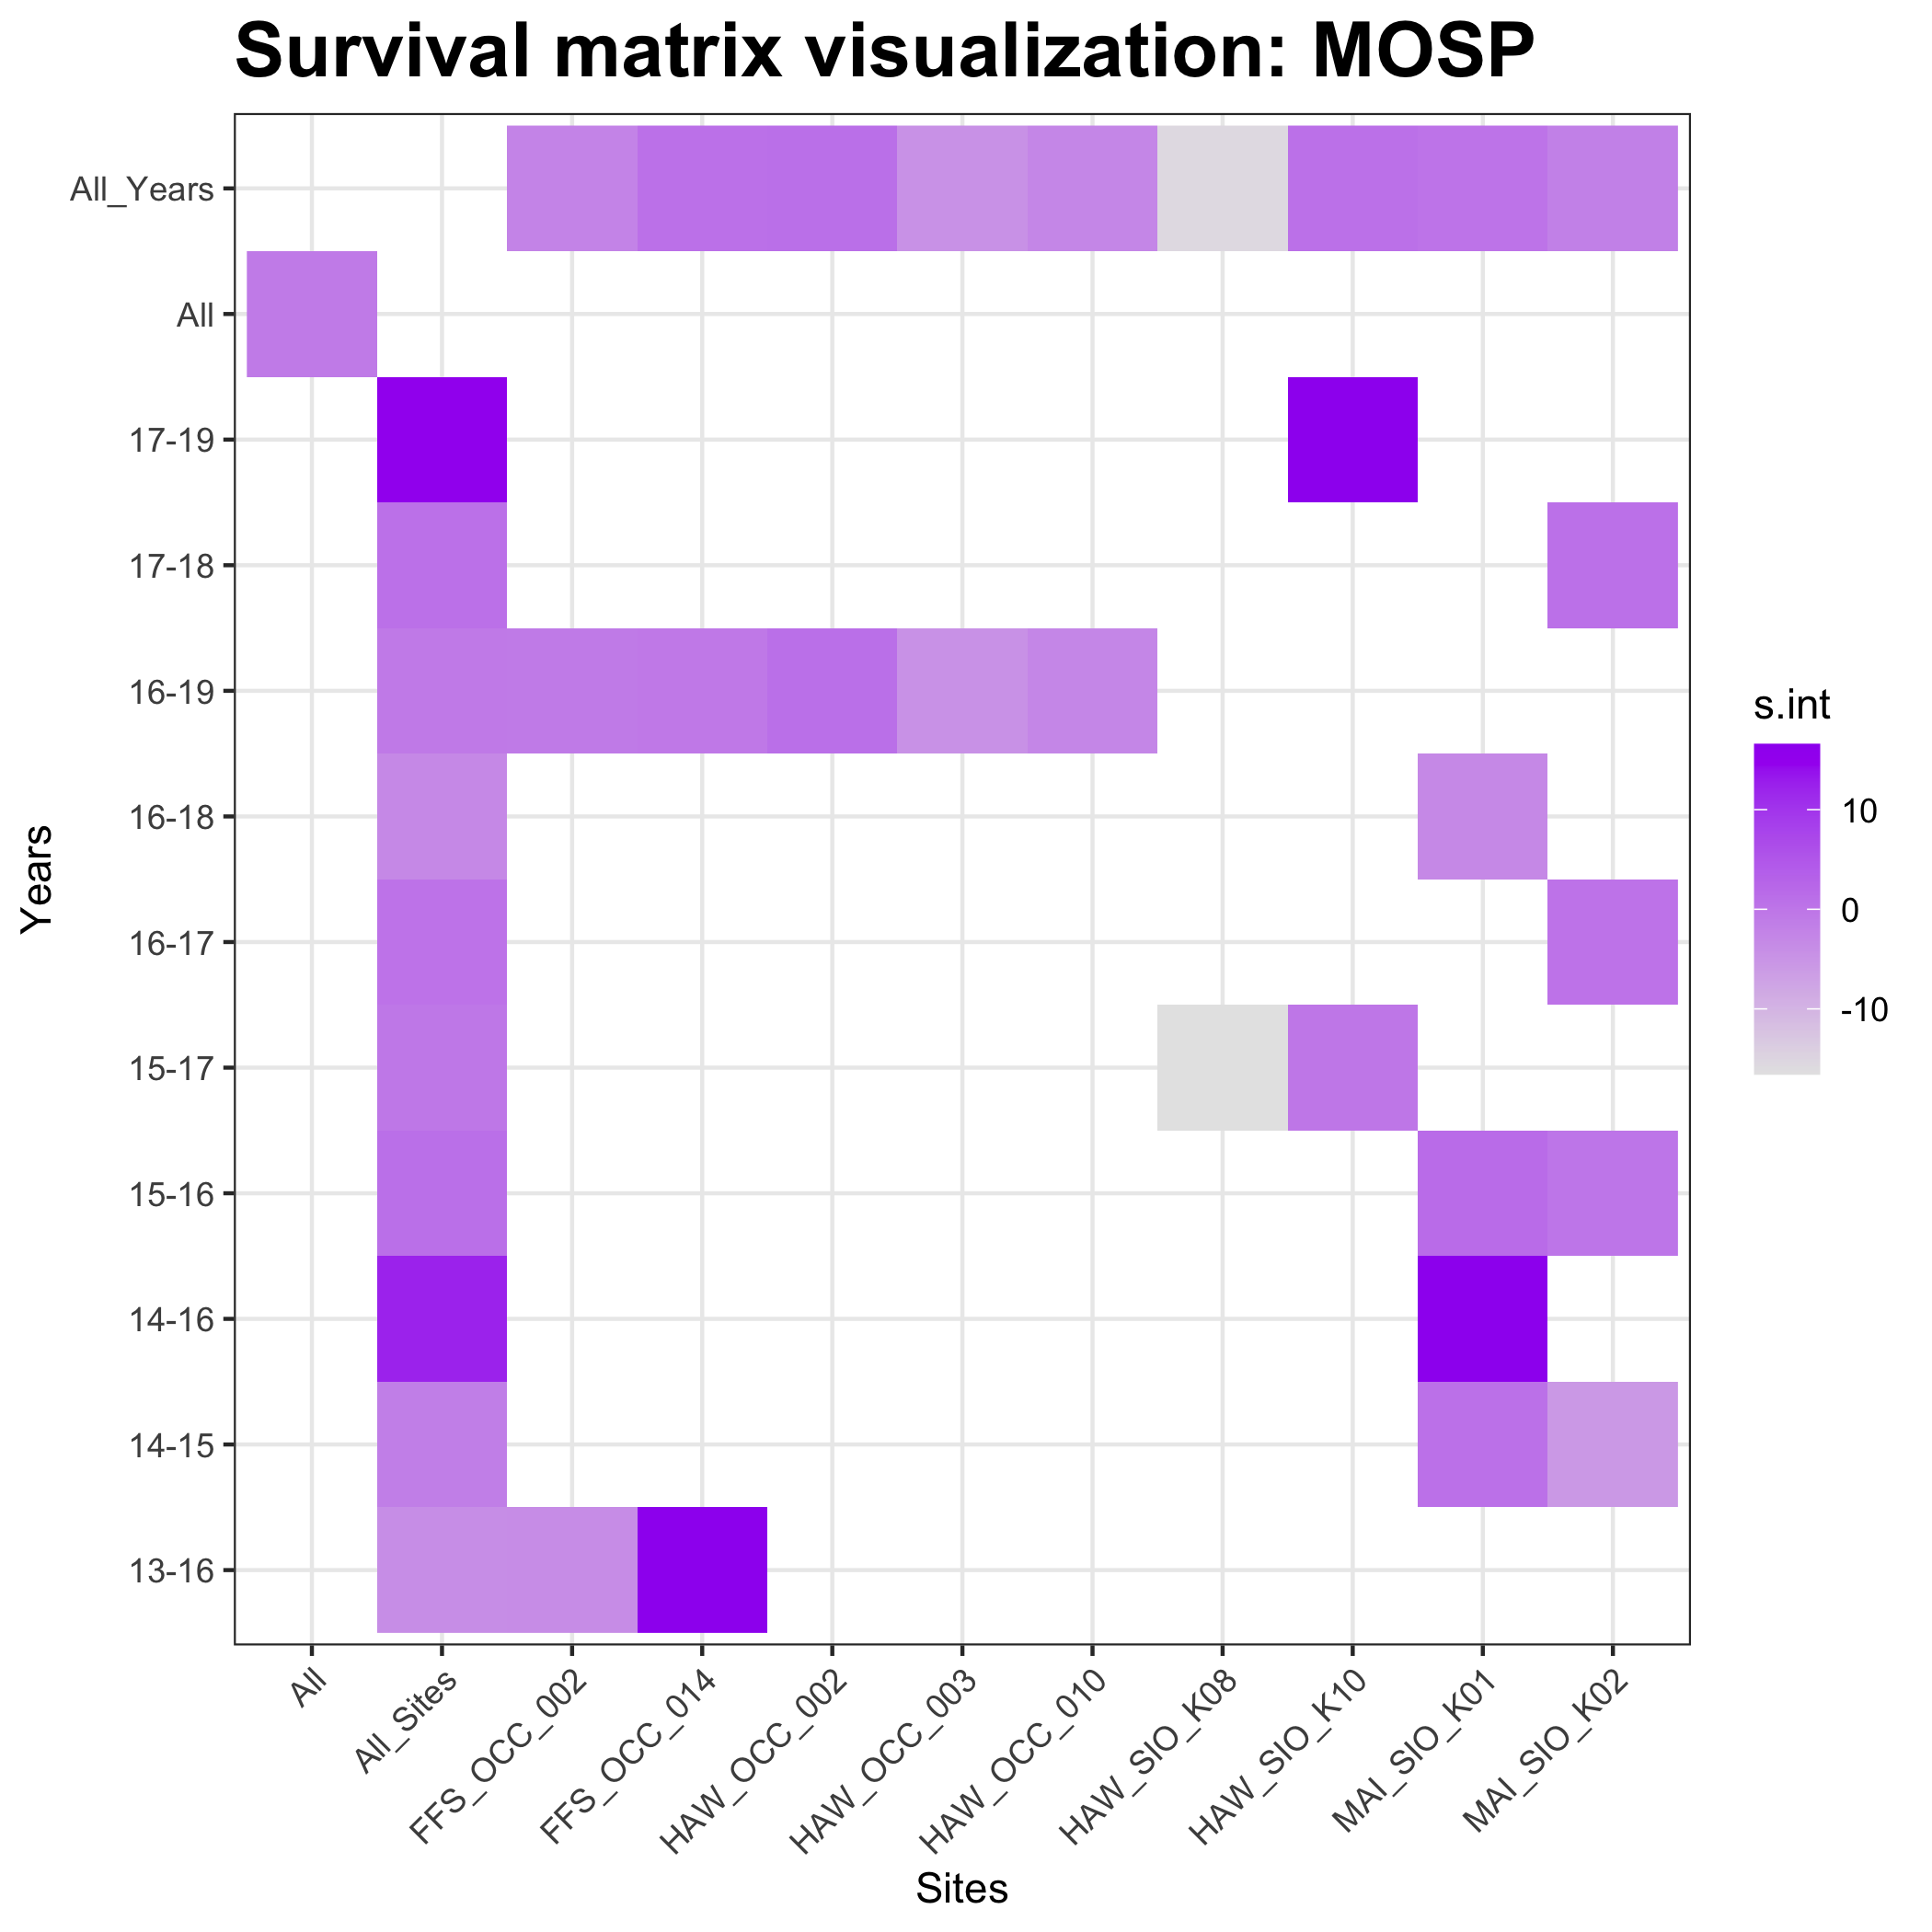 Survival matrix visualization: MOSP
All_Years
All
17-19
17-18
16-19
16-18
16-17
15-17
15-16
14-16
14-15
13-16
Years
All
All_Sites
FFS_OCC_002
FFS_OCC_014
HAW_OCC_002
HAW_OCC_003
HAW_OCC_010
HAW_SIO_K08
HAW_SIO_K10
MAI_SIO_K01
MAI_SIO_K02
Sites
s.int
10
0
-10